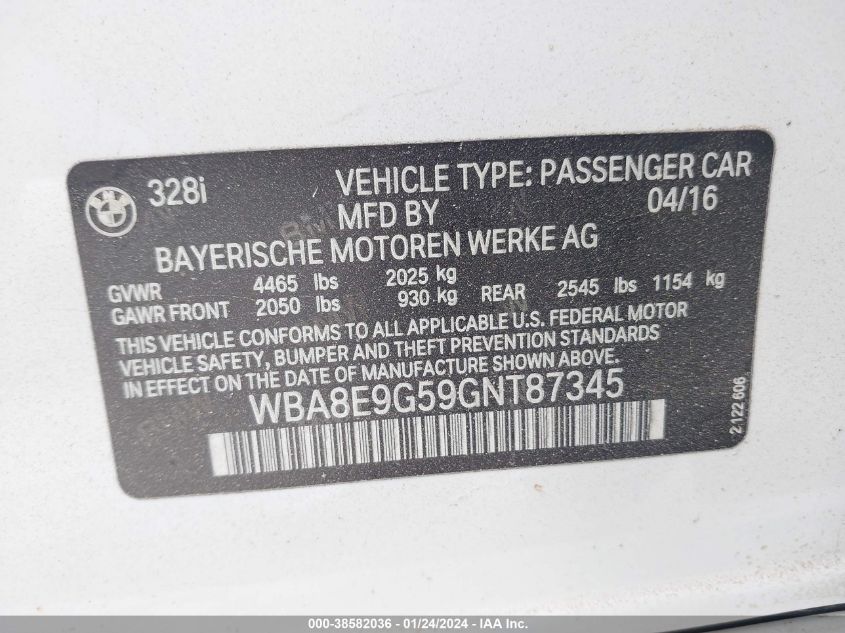 328i VEHICLE TYPE: PASSENGER CAR
MFD BY 04/16
BAYERISCHE MOTOREN WERKE AG
GVWR 4465 lbs 2025 kg
GAWR FRONT 2050 lbs 930 kg REAR 2545 lbs 1154 kg
THIS VEHICLE CONFORMS TO ALL APPLICABLE U.S. FEDERAL MOTOR
VEHICLE SAFETY, BUMPER AND THEFT PREVENTION STANDARDS
IN EFFECT ON THE DATE OF MANUFACTURE SHOWN ABOVE.
WBA8E9G59GNT87345
2.122 606
000-38582036 - 01/24/2024 - IAA Inc.